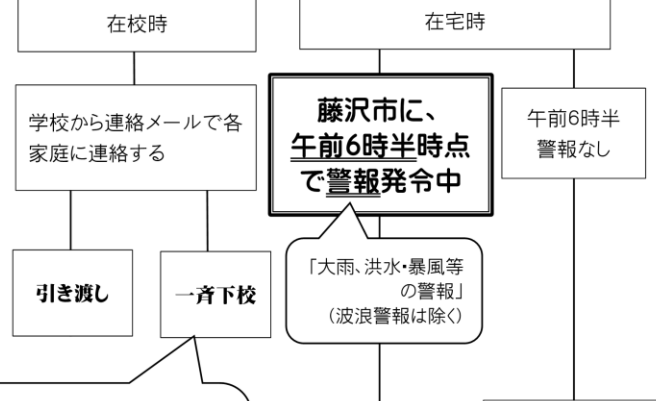 在校時
在宅時
学校から連絡メールで各
家庭に連絡する
藤沢市に、
午前6時半時点
で警報発令中
午前6時半
警報なし
引き渡し
一斉下校
「大雨、洪水・暴風等
の警報」
（波浪警報は除く）